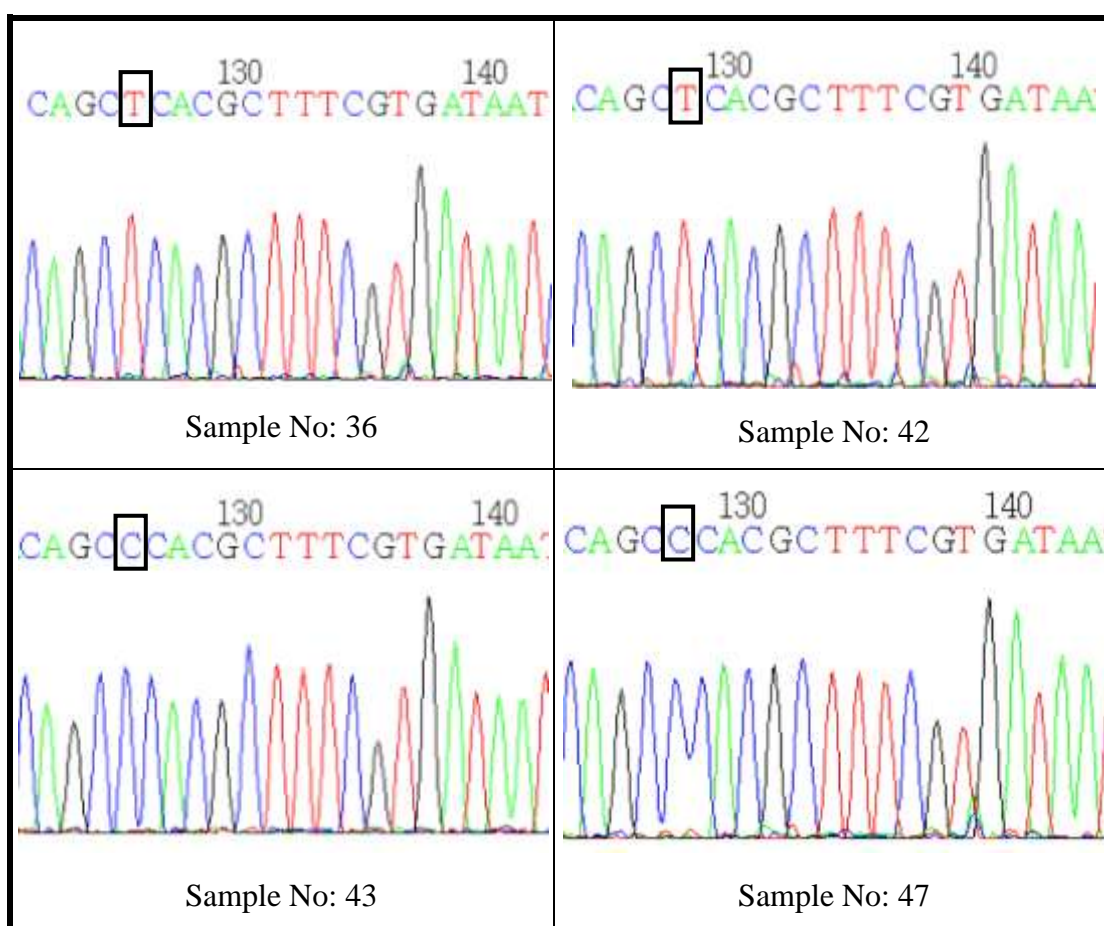 130 140
CAGCTCACGCTTTCGTGATAAT
Sample No: 36
130 140
CAGCTCACGCTTTCGTGATAA
Sample No: 42
130 140
CAGCCCACGCTTTCGTGATAAT
Sample No: 43
130 140
CAGCCCACGCTTTCGTGATAA
Sample No: 47